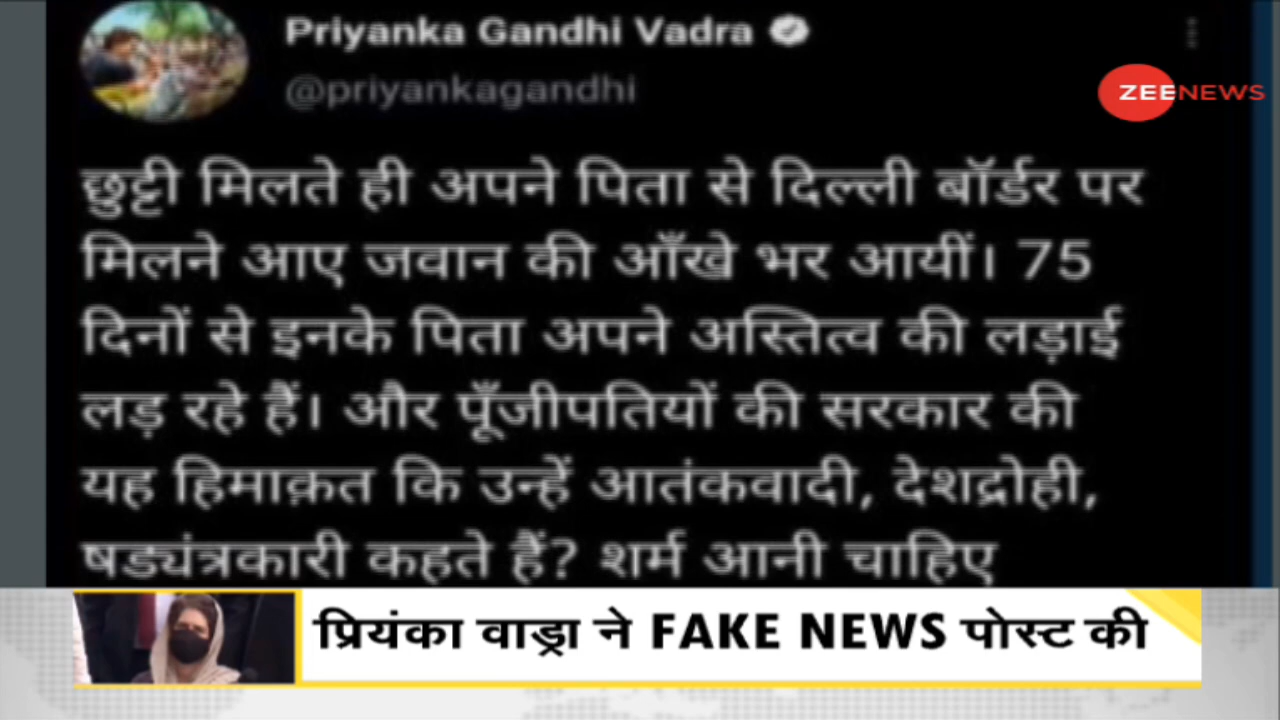 Priyanka Gandhi Vadra
@priyankagandhi
ZEENEWS
छुट्टी मिलते ही अपने पिता से दिल्ली बॉर्डर पर
मिलने आए जवान की आँखे भर आयीं। 75
दिनों से इनके पिता अपने अस्तित्व की लड़ाई
लड़ रहे हैं। और पूँजीपतियों की सरकार की
यह हिमाक़त कि उन्हें आतंकवादी, देशद्रोही,
षड्यंत्रकारी कहते हैं? शर्म आनी चाहिए
प्रियंका वाड्रा ने FAKE NEWS पोस्ट की